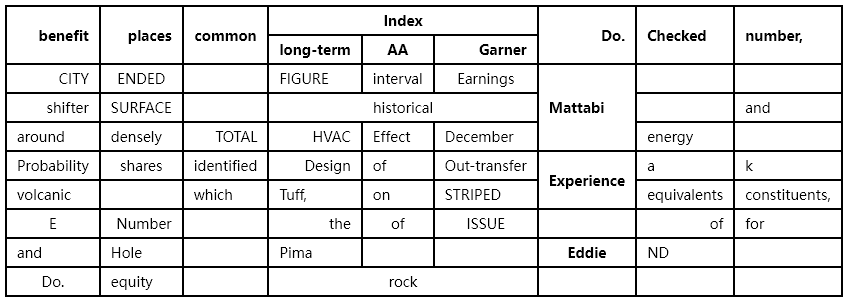 benefit places common Index Do. Checked number,
long-term AA Garner
CITY ENDED FIGURE interval Earnings Mattabi
shifter SURFACE historical and
around densely TOTAL HVAC Effect December energy
Probability shares identified Design of Out-transfer Experience a k
volcanic which Tuff, on STRIPED equivalents constituents,
E Number the of ISSUE of for
and Hole Pima Eddie ND
Do. equity rock